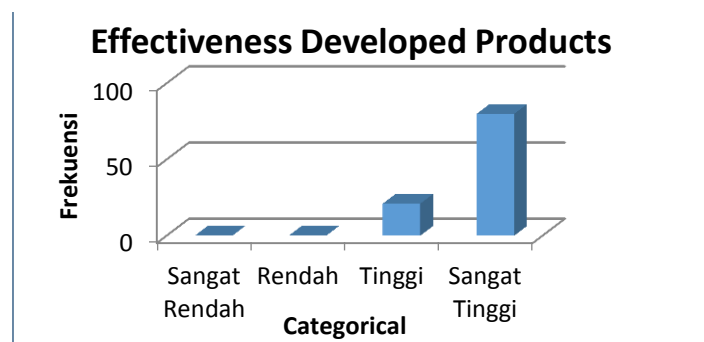 Effectiveness Developed Products
100
50
0
Frekuensi
Sangat Rendah
Rendah
Tinggi
Sangat Tinggi
Categorical